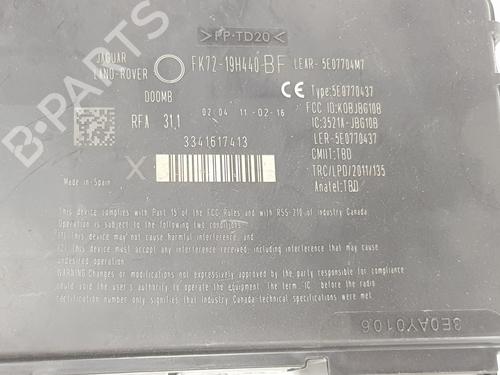 >PP-TD20<
JAGUAR
LAND-ROVER
FK72-19H440-BF
LEAR- 5E07704M7
D00MB
CE Type:5E0770437
FCC ID:KOBJBG10B
IC:3521A-JBG10B
LER-5E0770437
CMIIT:TBD
TRC/LPD/2011/135
Anatel:TBD
RFA 31.1
02 04 11-02-16
3341617413
X
Made in-Spain
This device complies with Part 15 of the FCC Rules and with RSS-210 of industry Canada.
Operation is subject to the following two conditions
(1) This device may not cause harmful interference, and
(2) This device must accept any interference including interference that may cause
undesired operation.
WARNING Changes or modifications not expressively approved by the party responsible for compliance
could void the user's authority to operate the equipment. The term "IC" before the radio
certification number only signifies that Industry Canada-technical specifications were met.
3E0AY0106
B-PARTS